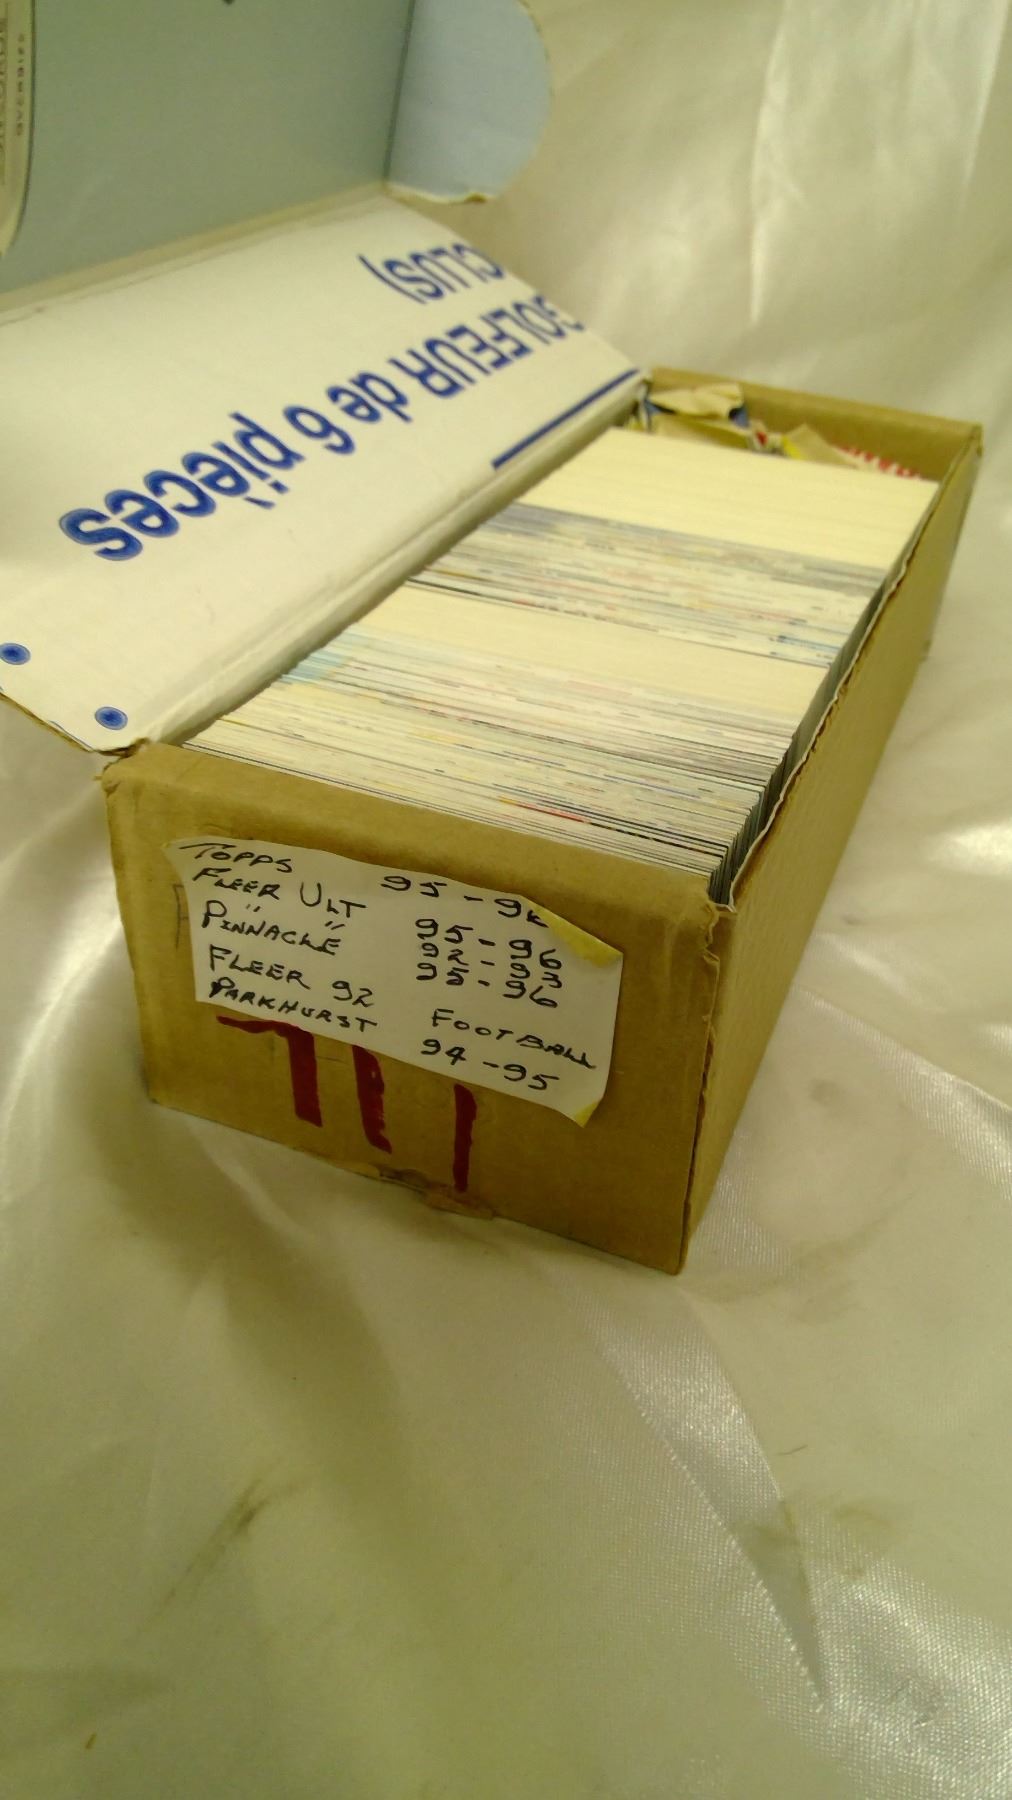 CLUS)
GOLFEUR de 6 pièces
TOPPS 95-96
FLEER ULT 95-96
" " 92-93
PINNACLE 95-96
FLEER 92 FOOTBALL
PARKHURST 94-95